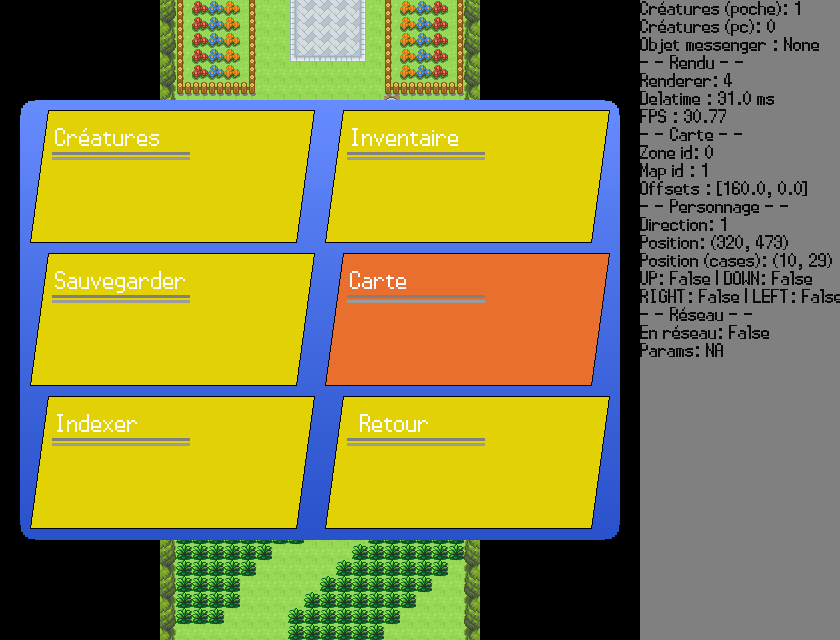 Créatures
Inventaire
Sauvegarder
Carte
Indexer
Retour
Créatures (poche): 1
Créatures (pc): 0
Objet messenger : None
- - Rendu - -
Renderer: 4
Delatime : 31.0 ms
FPS : 30.77
- - Carte - -
Zone id: 0
Map id : 1
Offsets : [160.0, 0.0]
- - Personnage - -
Direction: 1
Position: (320, 473)
Position (cases): (10, 29)
UP: False | DOWN: False
RIGHT: False | LEFT: False
- - Réseau - -
En réseau: False
Params: NA